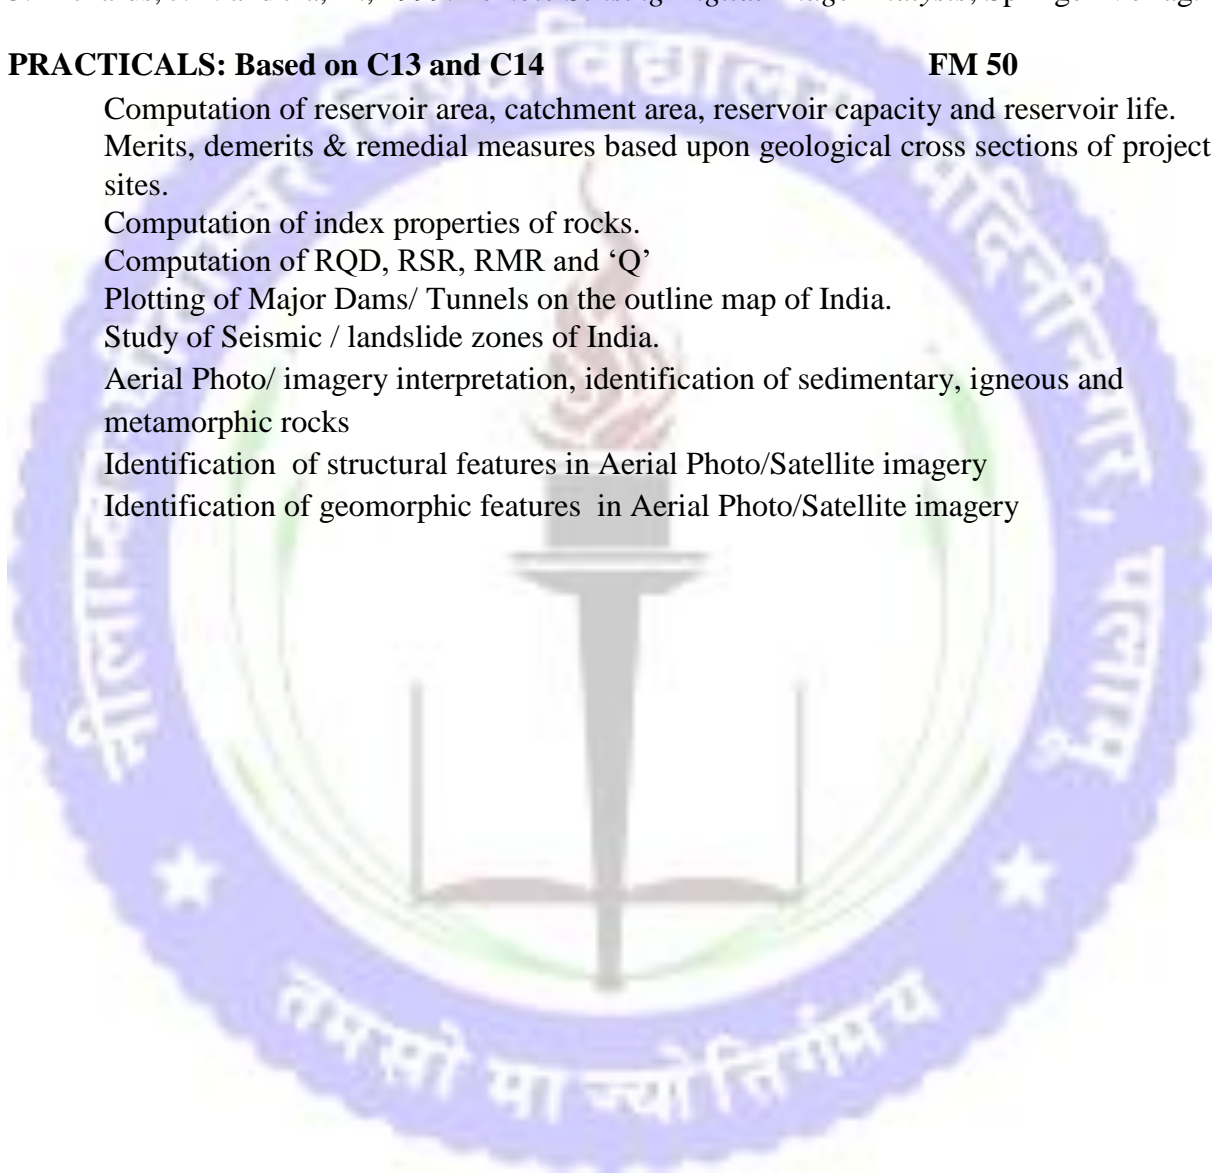 PRACTICALS: Based on C13 and C14 FM 50
Computation of reservoir area, catchment area, reservoir capacity and reservoir life.
Merits, demerits & remedial measures based upon geological cross sections of project
sites.
Computation of index properties of rocks.
Computation of RQD, RSR, RMR and ‘Q’
Plotting of Major Dams/ Tunnels on the outline map of India.
Study of Seismic / landslide zones of India.
Aerial Photo/ imagery interpretation, identification of sedimentary, igneous and
metamorphic rocks
Identification of structural features in Aerial Photo/Satellite imagery
Identification of geomorphic features in Aerial Photo/Satellite imagery
तमसो मा ज्योतिर्गमय